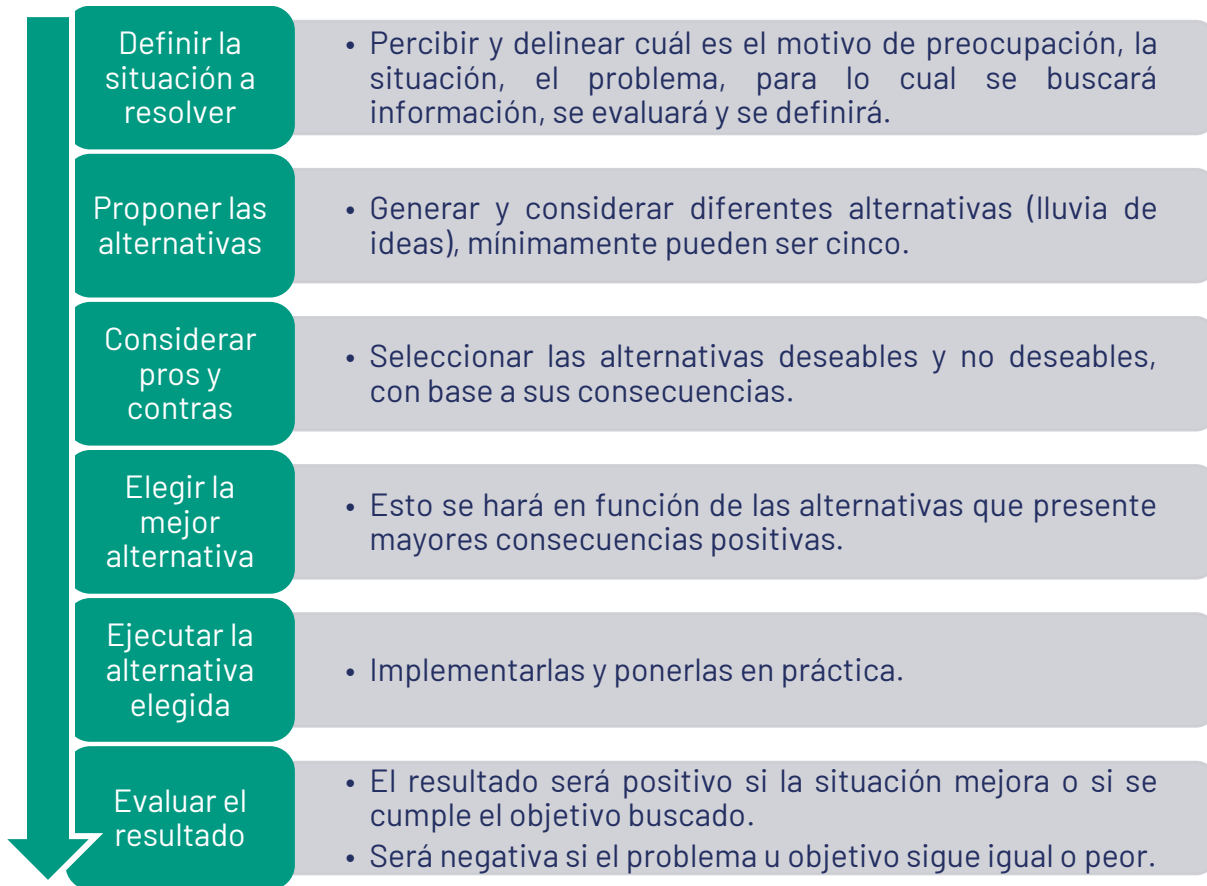 Definir la
situación a
resolver
• Percibir y delinear cuál es el motivo de preocupación, la
situación, el problema, para lo cual se buscará
información, se evaluará y se definirá.
Proponer las
alternativas
• Generar y considerar diferentes alternativas (lluvia de
ideas), mínimamente pueden ser cinco.
Considerar
pros y
contras
• Seleccionar las alternativas deseables y no deseables,
con base a sus consecuencias.
Elegir la
mejor
alternativa
• Esto se hará en función de las alternativas que presente
mayores consecuencias positivas.
Ejecutar la
alternativa
elegida
• Implementarlas y ponerlas en práctica.
Evaluar el
resultado
• El resultado será positivo si la situación mejora o si se
cumple el objetivo buscado.
• Será negativa si el problema u objetivo sigue igual o peor.